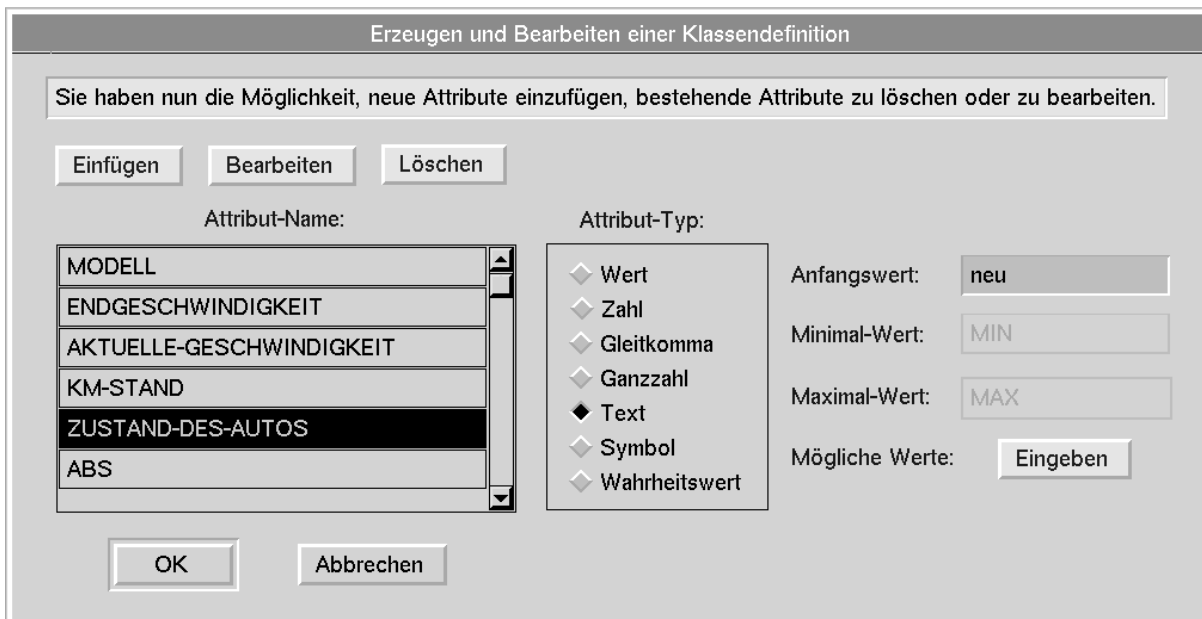 Erzeugen und Bearbeiten einer Klassendefinition
Sie haben nun die Möglichkeit, neue Attribute einzufügen, bestehende Attribute zu löschen oder zu bearbeiten.
Einfügen Bearbeiten Löschen
Attribut-Name:
MODELL
ENDGESCHWINDIGKEIT
AKTUELLE-GESCHWINDIGKEIT
KM-STAND
ZUSTAND-DES-AUTOS
ABS
Attribut-Typ:
Wert
Zahl
Gleitkomma
Ganzzahl
Text
Symbol
Wahrheitswert
Anfangswert: neu
Minimal-Wert: MIN
Maximal-Wert: MAX
Mögliche Werte: Eingeben
OK Abbrechen